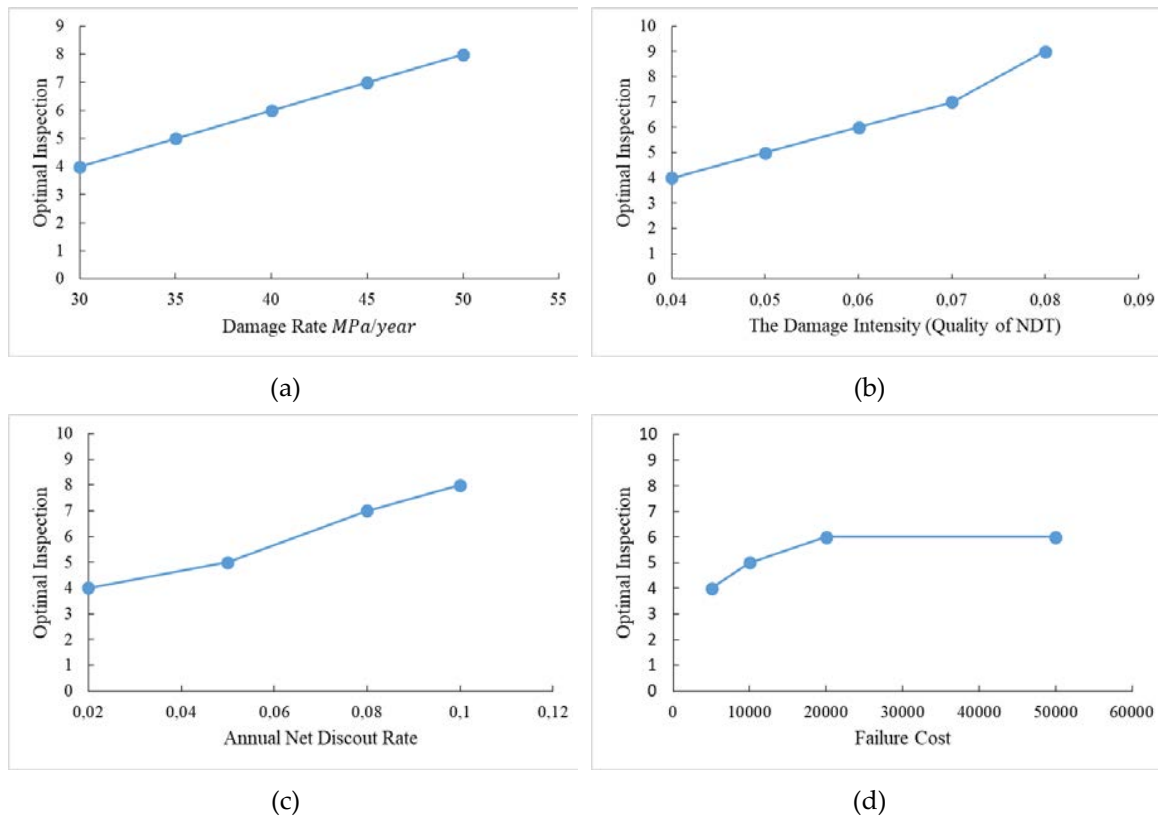 Optimal Inspection
9
8
7
6
5
4
3
2
1
0
30 35 40 45 50 55
Damage Rate MPa/year
(a)
Optimal Inspection
10
9
8
7
6
5
4
3
2
1
0
0,04 0,05 0,06 0,07 0,08 0,09
The Damage Intensity (Quality of NDT)
(b)
Optimal Inspection
10
9
8
7
6
5
4
3
2
1
0
0,02 0,04 0,06 0,08 0,1 0,12
Annual Net Discout Rate
(c)
Optimal Inspection
10
9
8
7
6
5
4
3
2
1
0
0 10000 20000 30000 40000 50000 60000
Failure Cost
(d)